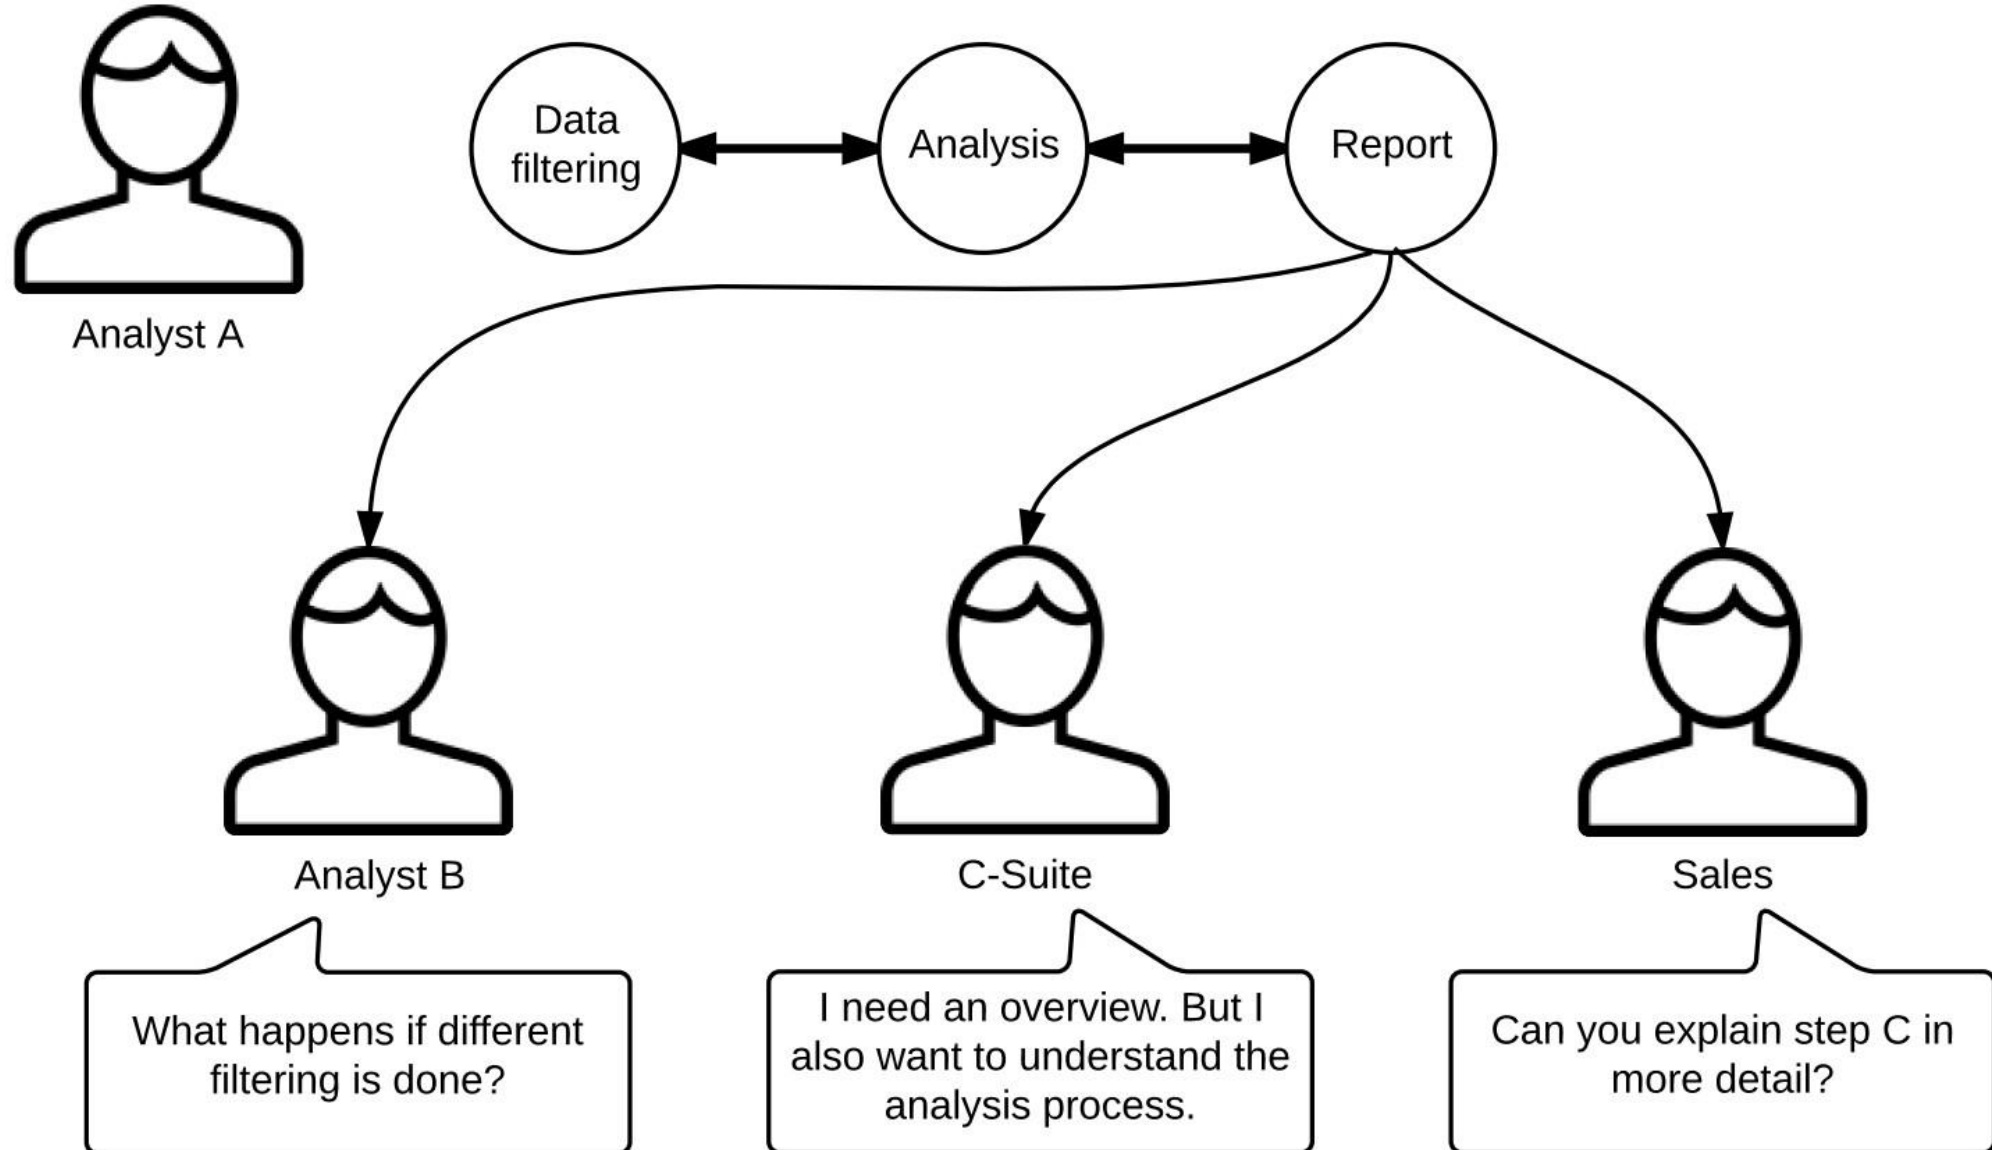 Data
filtering
Analysis
Report
Analyst A
Analyst B
C-Suite
Sales
What happens if different
filtering is done?
I need an overview. But I
also want to understand the
analysis process.
Can you explain step C in
more detail?